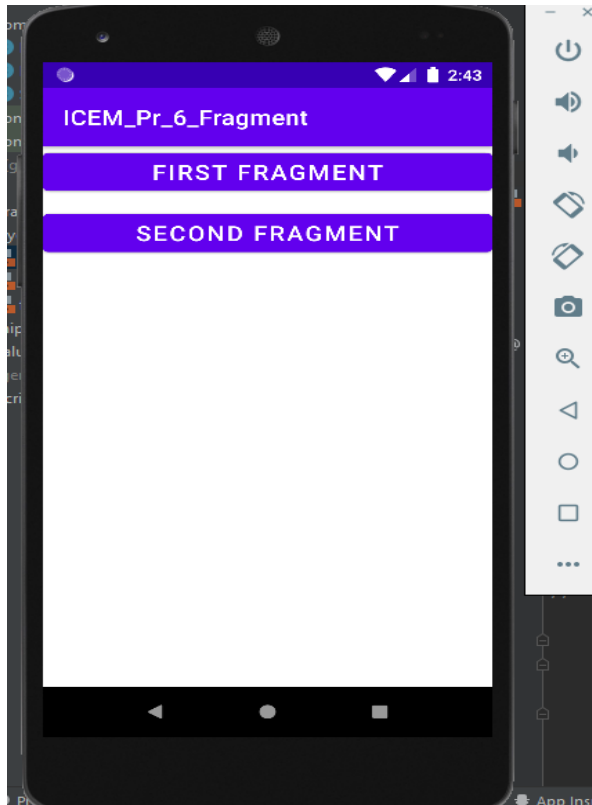 2:43
ICEM_Pr_6_Fragment
FIRST FRAGMENT
SECOND FRAGMENT
App Ins